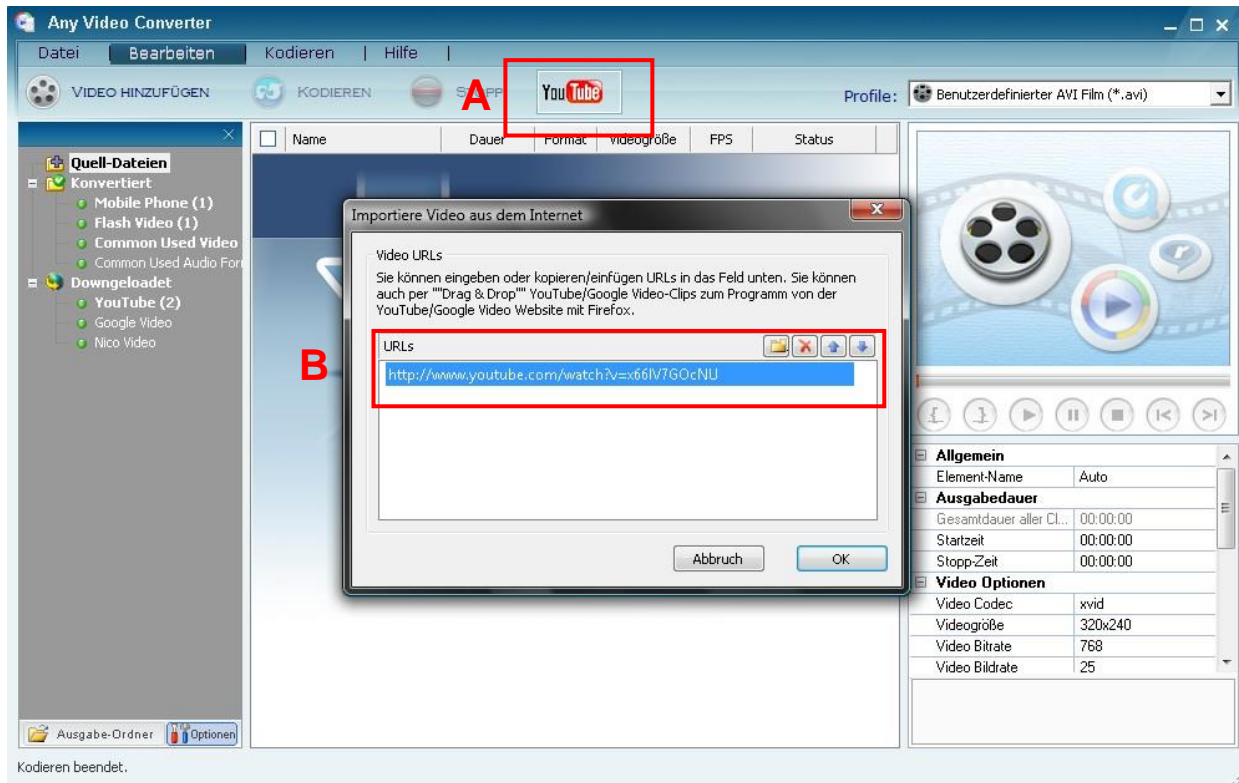 Any Video Converter
Datei | Bearbeiten | Kodieren | Hilfe |
VIDEO HINZUFÜGEN KODIEREN A YouTube Profile: Benutzerdefinierter AVI Film (*.avi)
Name Dauer Format Videogröße FPS Status
Quell-Dateien
Konvertiert
Mobile Phone (1)
Flash Video (1)
Common Used Video
Common Used Audio For
Downgeloadet
YouTube (2)
Google Video
Nico Video
Importiere Video aus dem Internet
Video URLs
Sie können eingeben oder kopieren/einfügen URLs in das Feld unten. Sie können
auch per ""Drag & Drop"" YouTube/Google Video-Clips zum Programm von der
YouTube/Google Video Website mit Firefox.
B
URLs
http://www.youtube.com/watch?v=x66lV7GOcNU
Abbruch OK
Allgemein
Element-Name Auto
Ausgabedauer
Gesamtdauer aller Cl... 00:00:00
Startzeit 00:00:00
Stopp-Zeit 00:00:00
Video Optionen
Video Codec xvid
Videogröße 320x240
Video Bitrate 768
Video Bildrate 25
Ausgabe-Ordner Optionen
Kodieren beendet.